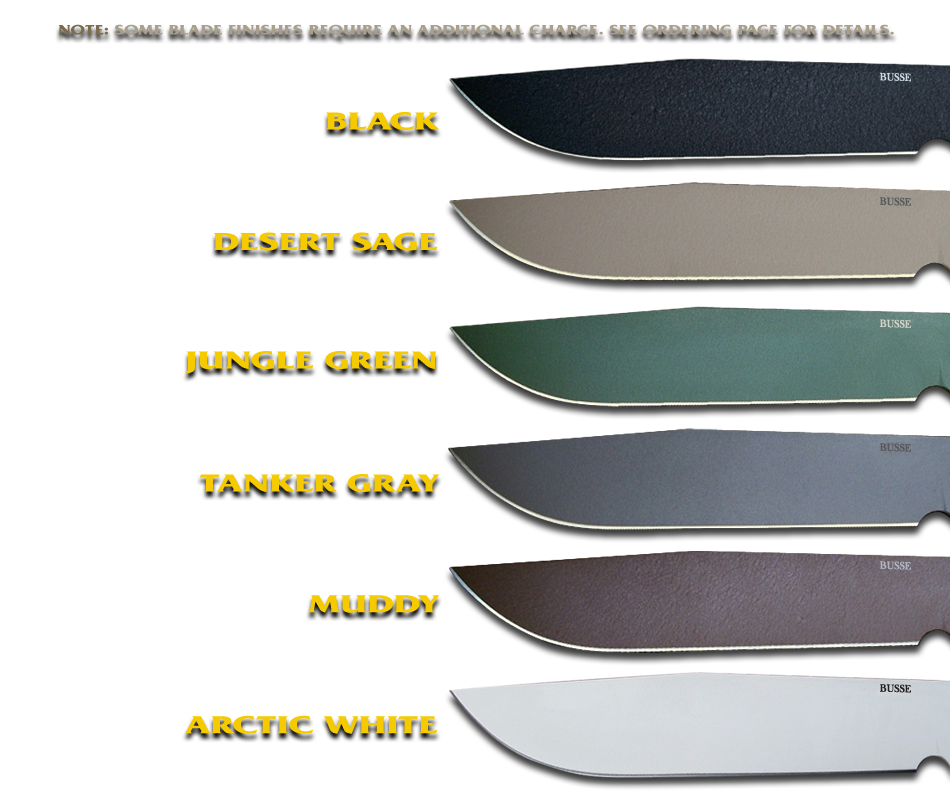 NOTE: SOME BLADE FINISHES REQUIRE AN ADDITIONAL CHARGE. SEE ORDERING PAGE FOR DETAILS.
BUSSE
BLACK
BUSSE
DESERT SAGE
BUSSE
JUNGLE GREEN
BUSSE
TANKER GRAY
BUSSE
MUDDY
BUSSE
ARCTIC WHITE